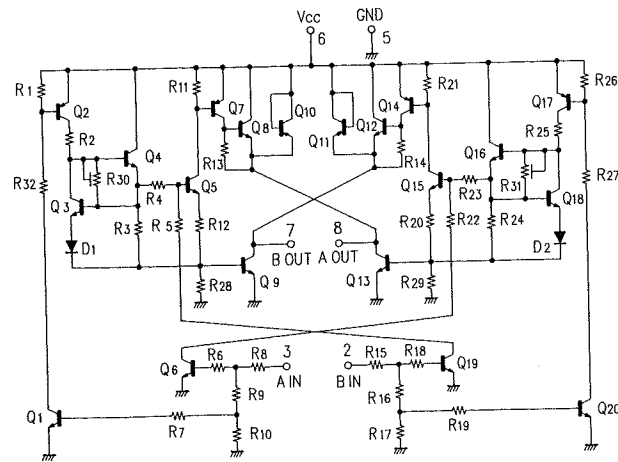 Vcc GND
6 5
R1 R11 R21 R26
Q2 Q7 Q8 Q10 Q11 Q12 Q14 Q17
R2 R25
Q4 R13 R14 Q16
R32 R30 R4 Q5 Q15 R23 R31 R27
Q3 R3 R5 R12 R20 R22 R24 Q18
D1 7 8 D2
B OUT A OUT
R28 Q9 Q13 R29
Q6 R6 R8 3 2 R15 R18 Q19
A IN B IN
R9 R16
Q1 R7 R10 R17 R19 Q20